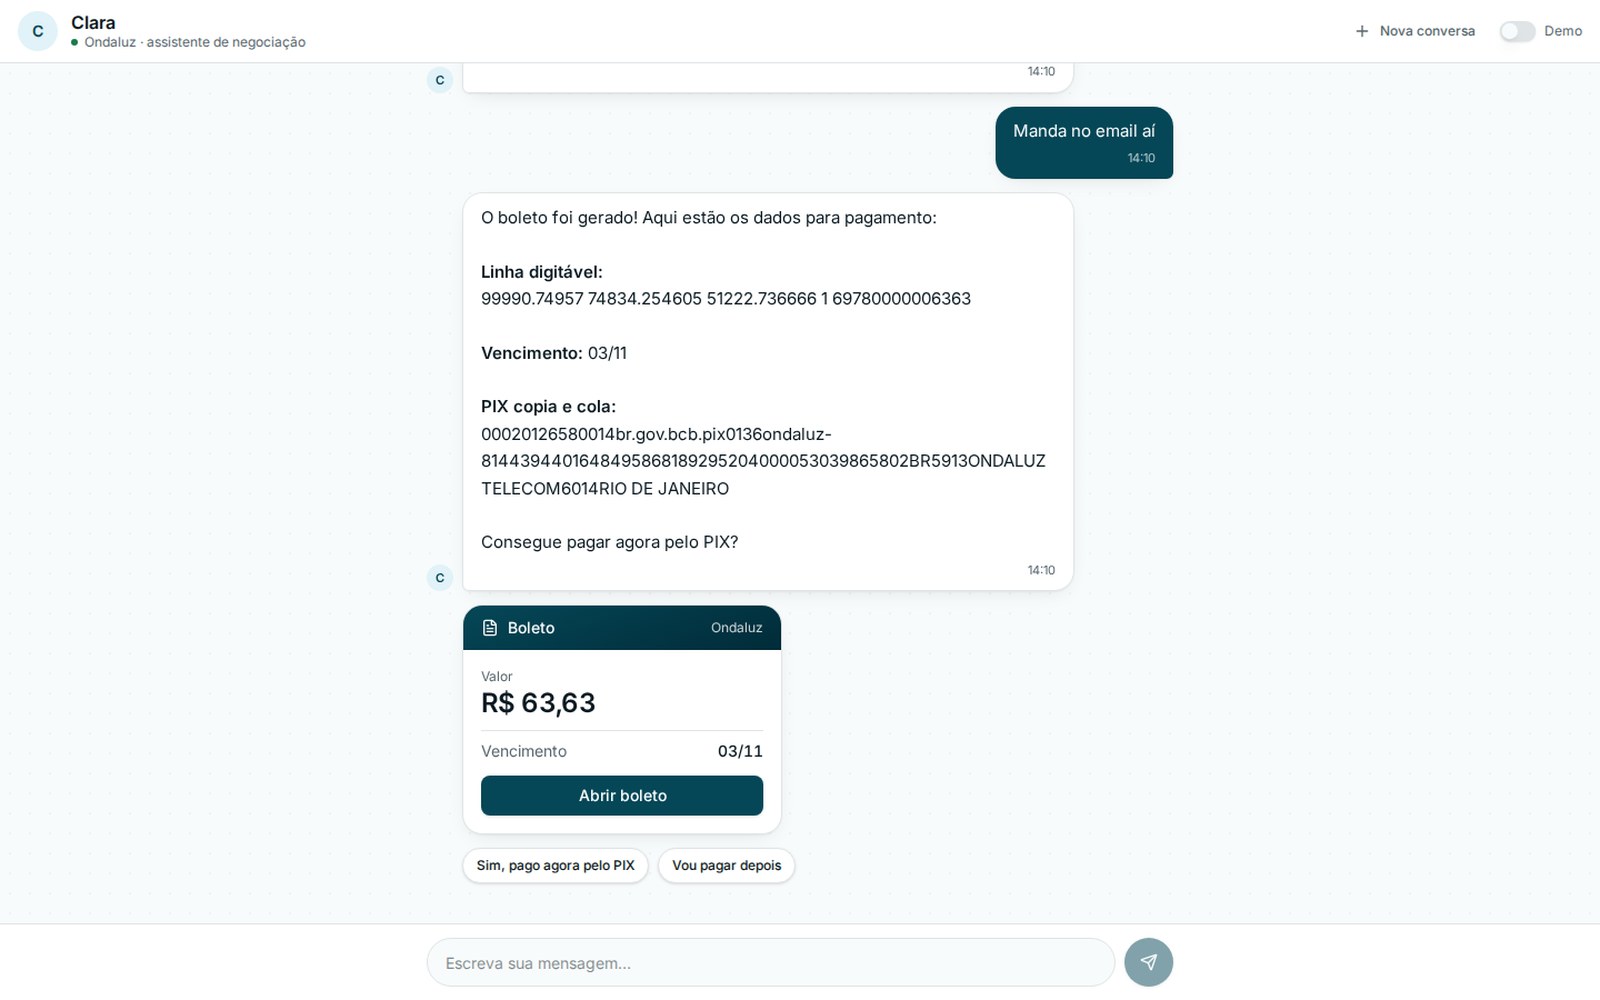 C
Clara
Ondaluz · assistente de negociação
Nova conversa
Demo
14:10
C
Manda no email aí
14:10
O boleto foi gerado! Aqui estão os dados para pagamento:
Linha digitável:
99990.74957 74834.254605 51222.736666 1 69780000006363
Vencimento: 03/11
PIX copia e cola:
00020126580014br.gov.bcb.pix0136ondaluz-
8144394401648495868189295204000053039865802BR5913ONDALUZ
TELECOM6014RIO DE JANEIRO
Consegue pagar agora pelo PIX?
14:10
C
Boleto
Ondaluz
Valor
R$ 63,63
Vencimento
03/11
Abrir boleto
Sim, pago agora pelo PIX
Vou pagar depois
Escreva sua mensagem...